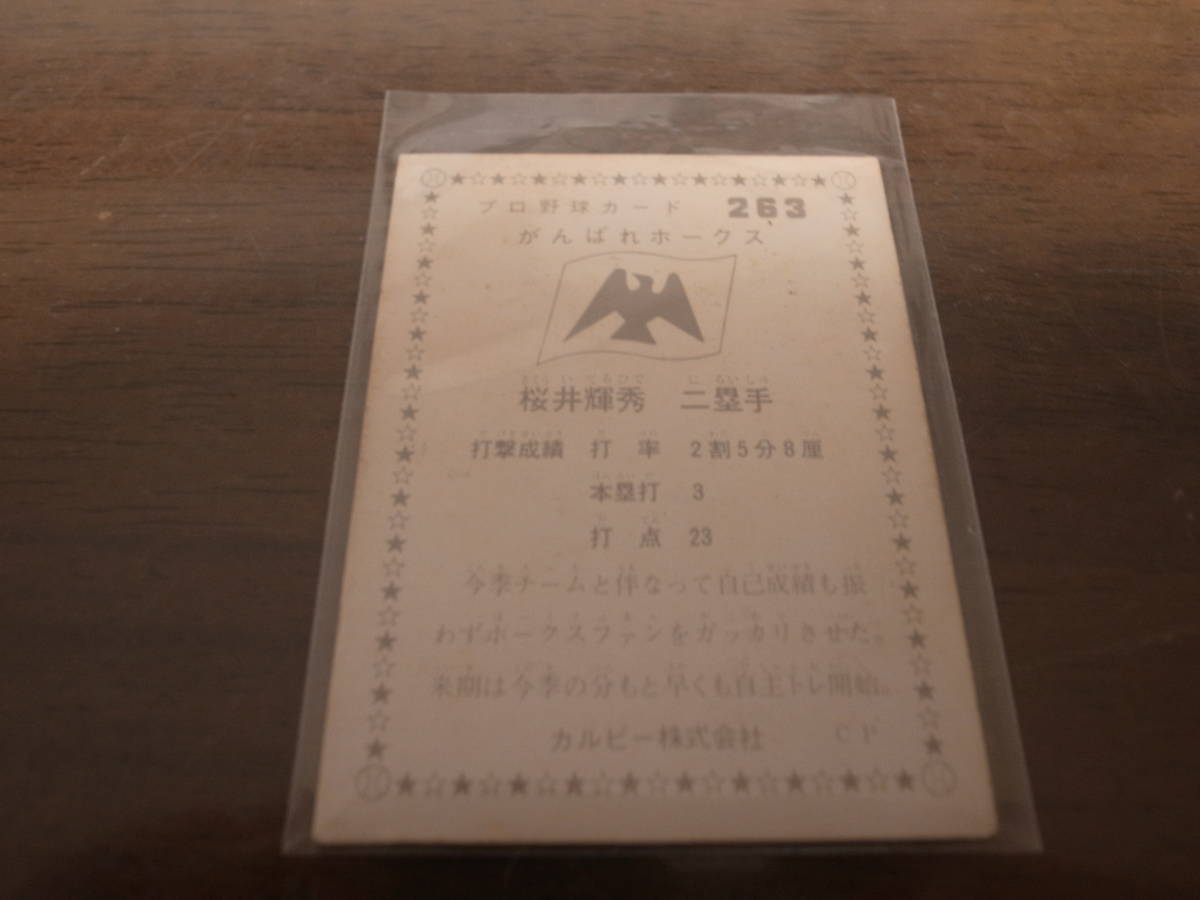 プロ野球カード 263
がんばれホークス
桜井輝秀 二塁手
打撃成績 打率 2割5分8厘
本塁打 3
打点 23
今季チームと伴なって自己成績も振
わずホークスファンをガッカリさせた。
来期は今季の分もと早くも自主トレ開始。
カルビー株式会社 CP